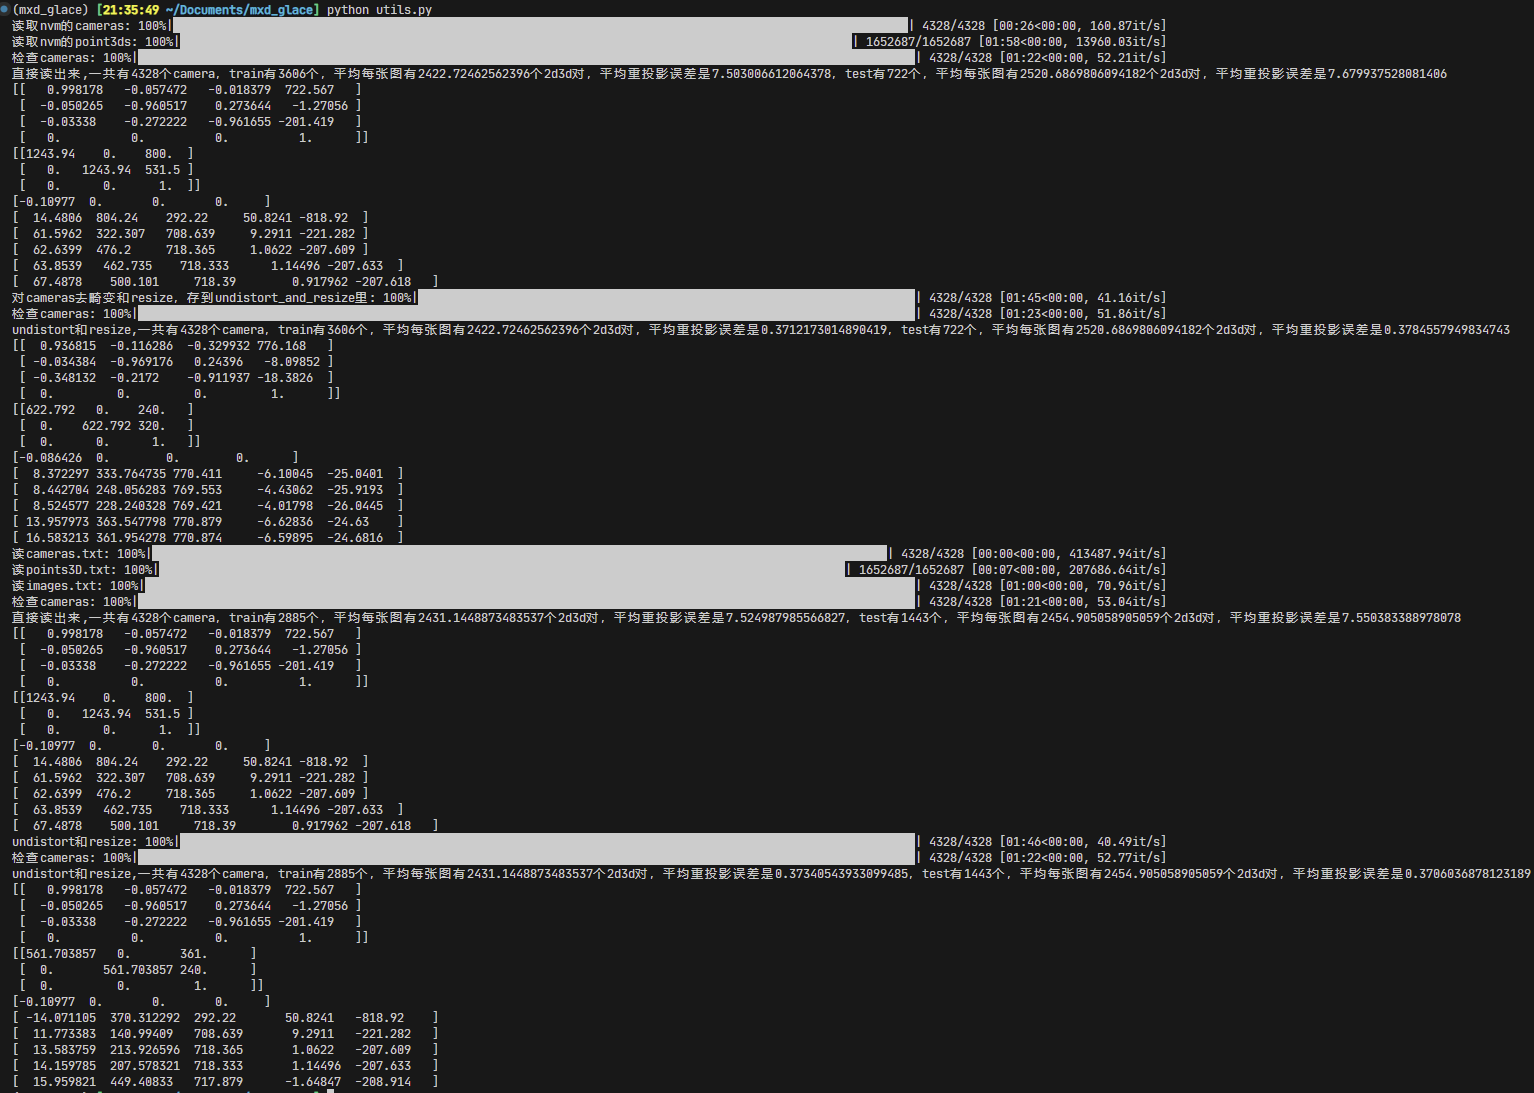 (mxd_glace) [21:35:49 ~/Documents/mxd_glace] python utils.py
读取nvm的cameras: 100%|| 4328/4328 [00:26<00:00, 160.87it/s]
读取nvm的point3ds: 100%|| 1652687/1652687 [01:58<00:00, 13960.03it/s]
检查cameras: 100%|| 4328/4328 [01:22<00:00, 52.21it/s]
直接读出来,一共有4328个camera, train有3606个, 平均每张图有2422.72462562396个2d3d对, 平均重投影误差是7.503006612064378, test有722个, 平均每张图有2520.6869806094182个2d3d对, 平均重投影误差是7.679937528081406
[[   0.998178   -0.057472   -0.018379  722.567   ]
 [  -0.050265   -0.960517    0.273644   -1.27056 ]
 [  -0.03338    -0.272222   -0.961655 -201.419   ]
 [   0.          0.          0.          1.      ]]
[[1243.94    0.    800.  ]
 [   0.   1243.94  531.5 ]
 [   0.      0.      1.  ]]
[-0.10977  0.       0.       0.     ]
[  14.4806  804.24    292.22     50.8241 -818.92  ]
[  61.5962  322.307   708.639     9.2911 -221.282 ]
[  62.6399  476.2     718.365     1.0622 -207.609 ]
[  63.8539   462.735    718.333      1.14496 -207.633  ]
[  67.4878    500.101     718.39        0.917962 -207.618   ]
对cameras去畸变和resize, 存到undistort_and_resize里: 100%|| 4328/4328 [01:45<00:00, 41.16it/s]
检查cameras: 100%|| 4328/4328 [01:23<00:00, 51.86it/s]
undistort和resize,一共有4328个camera, train有3606个, 平均每张图有2422.72462562396个2d3d对, 平均重投影误差是0.3712173014890419, test有722个, 平均每张图有2520.6869806094182个2d3d对, 平均重投影误差是0.3784557949834743
[[  0.936815  -0.116286  -0.329932 776.168   ]
 [ -0.034384  -0.969176   0.24396   -8.09852 ]
 [ -0.348132  -0.2172    -0.911937 -18.3826  ]
 [  0.         0.         0.         1.      ]]
[[622.792   0.    240.   ]
 [  0.    622.792 320.   ]
 [  0.      0.      1.   ]]
[-0.086426  0.        0.        0.      ]
[  8.372297 333.764735 770.411      -6.10045  -25.0401  ]
[  8.442704 248.056283 769.553      -4.43062  -25.9193  ]
[  8.524577 228.240328 769.421      -4.01798  -26.0445  ]
[ 13.957973 363.547798 770.879      -6.62836  -24.63    ]
[ 16.583213 361.954278 770.874      -6.59895  -24.6816  ]
读cameras.txt: 100%|| 4328/4328 [00:00<00:00, 413487.94it/s]
读points3D.txt: 100%|| 1652687/1652687 [00:07<00:00, 207686.64it/s]
读images.txt: 100%|| 4328/4328 [01:00<00:00, 70.96it/s]
检查cameras: 100%|| 4328/4328 [01:21<00:00, 53.04it/s]
直接读出来,一共有4328个camera, train有2885个, 平均每张图有2431.1448873483537个2d3d对, 平均重投影误差是7.524987985566827, test有1443个, 平均每张图有2454.905058905059个2d3d对, 平均重投影误差是7.550383388978078
[[   0.998178   -0.057472   -0.018379  722.567   ]
 [  -0.050265   -0.960517    0.273644   -1.27056 ]
 [  -0.03338    -0.272222   -0.961655 -201.419   ]
 [   0.          0.          0.          1.      ]]
[[1243.94    0.    800.  ]
 [   0.   1243.94  531.5 ]
 [   0.      0.      1.  ]]
[-0.10977  0.       0.       0.     ]
[  14.4806  804.24    292.22     50.8241 -818.92  ]
[  61.5962  322.307   708.639     9.2911 -221.282 ]
[  62.6399  476.2     718.365     1.0622 -207.609 ]
[  63.8539   462.735    718.333      1.14496 -207.633  ]
[  67.4878    500.101     718.39        0.917962 -207.618   ]
undistort和resize: 100%|| 4328/4328 [01:46<00:00, 40.49it/s]
检查cameras: 100%|| 4328/4328 [01:22<00:00, 52.77it/s]
undistort和resize,一共有4328个camera, train有2885个, 平均每张图有2431.1448873483537个2d3d对, 平均重投影误差是0.37340543933099485, test有1443个, 平均每张图有2454.905058905059个2d3d对, 平均重投影误差是0.3706036878123189
[[   0.998178   -0.057472   -0.018379  722.567   ]
 [  -0.050265   -0.960517    0.273644   -1.27056 ]
 [  -0.03338    -0.272222   -0.961655 -201.419   ]
 [   0.          0.          0.          1.      ]]
[[561.703857   0.       361.      ]
 [  0.       561.703857 240.      ]
 [  0.         0.         1.      ]]
[-0.10977  0.       0.       0.     ]
[ -14.071105  370.312292  292.22       50.8241   -818.92    ]
[  11.773383  140.99409   708.639       9.2911   -221.282   ]
[  13.583759  213.926596  718.365       1.0622   -207.609   ]
[  14.159785  207.578321  718.333       1.14496  -207.633   ]
[  15.959821  449.40833   717.879      -1.64847  -208.914   ]